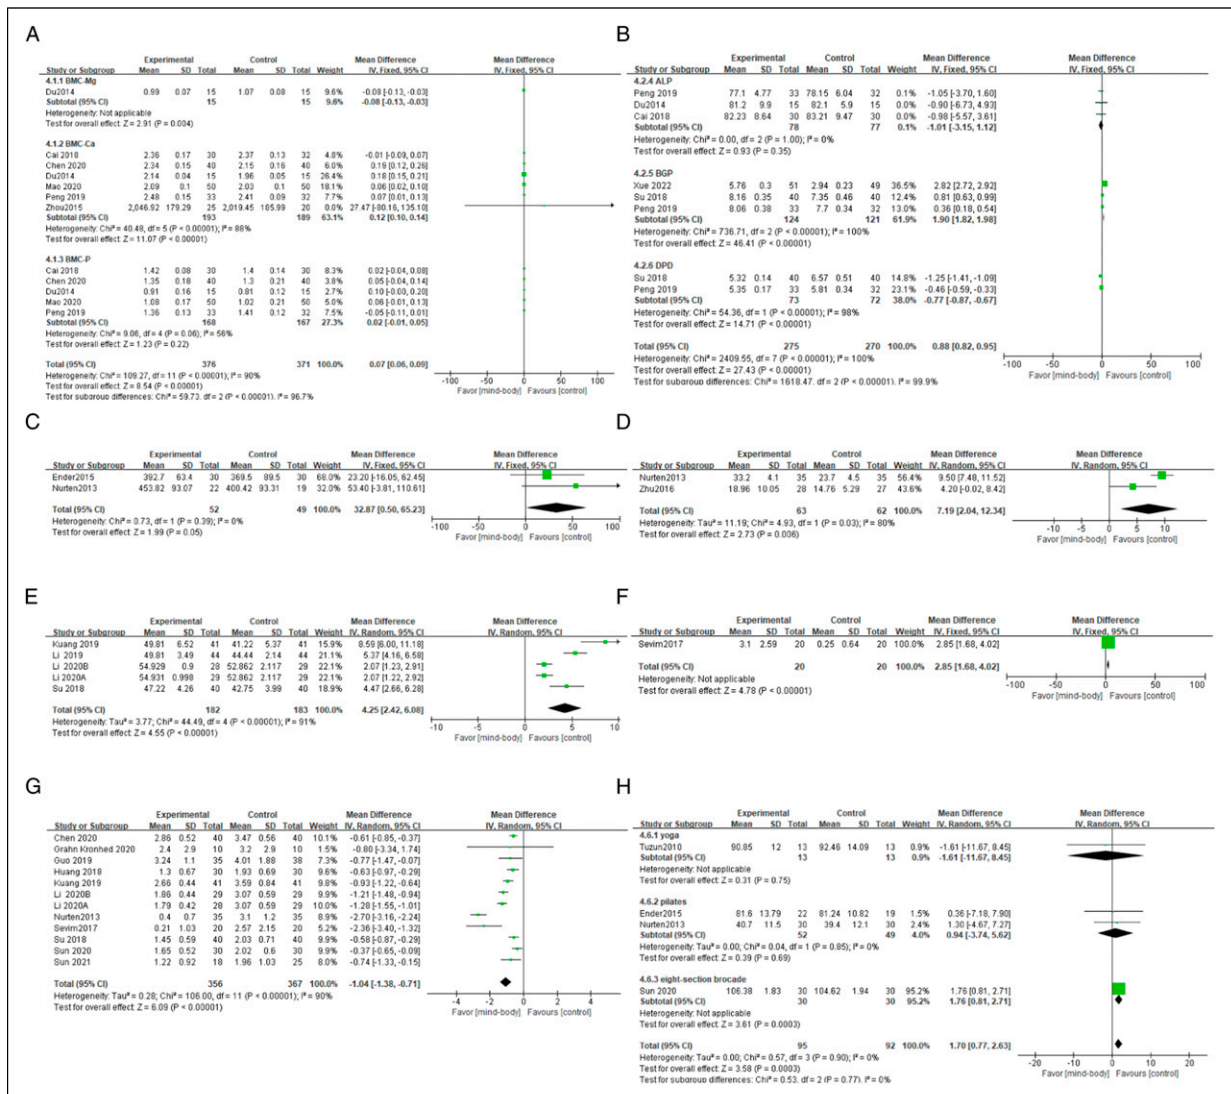 A
Experimental Control Mean Difference Mean Difference
Study or Subgroup Mean SD Total Mean SD Total Weight IV, Fixed, 95% CI IV, Fixed, 95% CI
4.1.1 BMC-Mg
Du2014 0.99 0.07 15 1.07 0.08 15 9.6% -0.08 [-0.13, -0.03]
Subtotal (95% CI) 15 15 9.6% -0.08 [-0.13, -0.03]
Heterogeneity: Not applicable
Test for overall effect: Z = 2.91 (P = 0.004)
4.1.2 BMC-Ca
Cai 2018 2.36 0.17 30 2.37 0.13 32 4.8% -0.01 [-0.09, 0.07]
Chen 2020 2.34 0.15 40 2.15 0.16 40 6.0% 0.19 [0.12, 0.26]
Du2014 2.14 0.04 15 1.96 0.05 15 0.18 [0.15, 0.21]
Mao 2020 2.09 0.1 50 2.03 0.1 50 18.0% 0.06 [0.02, 0.10]
Peng 2019 2.48 0.15 33 2.41 0.09 32 7.2% 0.07 [0.01, 0.13]
Zhou2015 2,046.92 179.29 25 2,019.45 20 0.0% 27.47 [-80.16, 135.10]
Subtotal (95% CI) 193 189 63.1% 0.12 [0.10, 0.14]
Heterogeneity: Chi² = 40.48, df = 5 (P < 0.00001); I² = 88%
Test for overall effect: Z = 11.07 (P < 0.00001)
4.1.3 BMC-P
Cai 2018 1.42 0.08 30 1.4 0.14 30 8.3% 0.02 [-0.04, 0.08]
Chen 2020 1.35 0.18 40 1.3 0.21 40 3.8% 0.05 [-0.04, 0.14]
Du2014 0.91 0.16 15 0.81 0.12 15 2.7% 0.10 [-0.00, 0.20]
Mao 2020 1.08 0.17 50 1.02 0.21 50 5.0% 0.06 [-0.01, 0.13]
Peng 2019 1.36 0.13 33 1.41 0.12 32 7.5% -0.05 [-0.11, 0.01]
Subtotal (95% CI) 168 167 27.3% 0.02 [-0.01, 0.05]
Heterogeneity: Chi² = 9.06, df = 4 (P = 0.06); I² = 56%
Test for overall effect: Z = 1.23 (P = 0.22)
Total (95% CI) 376 371 100.0% 0.07 [0.06, 0.09]
Heterogeneity: Chi² = 109.27, df = 11 (P < 0.00001); I² = 90%
Test for overall effect: Z = 8.54 (P < 0.00001)
Test for subgroup differences: Chi² = 59.73, df = 2 (P < 0.00001), I² = 96.7%
-100 -50 0 50 100
Favor [mind-body] Favours [control]
B
Experimental Control Mean Difference Mean Difference
Study or Subgroup Mean SD Total Mean SD Total Weight IV, Fixed, 95% CI IV, Fixed, 95% CI
4.2.4 ALP
Peng 2019 77.1 4.77 33 78.15 6.04 32 0.1% -1.05 [-3.70, 1.60]
Du2014 81.2 9.9 15 82.1 5.9 15 0.0% -0.90 [-6.73, 4.93]
Cai 2018 82.23 8.64 30 83.21 9.47 30 0.0% -0.98 [-5.57, 3.61]
Subtotal (95% CI) 78 77 0.1% -1.01 [-3.15, 1.12]
Heterogeneity: Chi² = 0.00, df = 2 (P = 1.00); I² = 0%
Test for overall effect: Z = 0.93 (P = 0.35)
4.2.5 BGP
Xue 2022 5.76 0.3 51 2.94 0.23 49 36.5% 2.82 [2.72, 2.92]
Su 2018 8.16 0.35 40 7.35 0.46 40 12.4% 0.81 [0.63, 0.99]
Peng 2019 8.06 0.38 33 7.7 0.34 32 13.0% 0.36 [0.18, 0.54]
Subtotal (95% CI) 124 121 61.9% 1.90 [1.82, 1.98]
Heterogeneity: Chi² = 736.71, df = 2 (P < 0.00001); I² = 100%
Test for overall effect: Z = 46.41 (P < 0.00001)
4.2.6 DPD
Su 2018 5.32 0.14 40 6.57 0.51 40 14.8% -1.25 [-1.41, -1.09]
Peng 2019 5.35 0.17 33 5.81 0.34 32 23.1% -0.46 [-0.59, -0.33]
Subtotal (95% CI) 73 72 38.0% -0.77 [-0.87, -0.67]
Heterogeneity: Chi² = 54.36, df = 1 (P < 0.00001); I² = 98%
Test for overall effect: Z = 14.71 (P < 0.00001)
Total (95% CI) 275 270 100.0% 0.88 [0.82, 0.95]
Heterogeneity: Chi² = 2409.55, df = 7 (P < 0.00001); I² = 100%
Test for overall effect: Z = 27.43 (P < 0.00001)
Test for subgroup differences: Chi² = 1618.47, df = 2 (P < 0.00001), I² = 99.9%
-100 -50 0 50 100
Favor [mind-body] Favours [control]
C
Experimental Control Mean Difference Mean Difference
Study or Subgroup Mean SD Total Mean SD Total Weight IV, Fixed, 95% CI IV, Fixed, 95% CI
Ender2015 392.7 63.4 30 369.5 89.5 30 68.0% 23.20 [-16.05, 62.45]
Nurten2013 453.82 93.07 22 400.42 93.31 19 32.0% 53.40 [-3.81, 110.61]
Total (95% CI) 52 49 100.0% 32.87 [0.50, 65.23]
Heterogeneity: Chi² = 0.73, df = 1 (P = 0.39); I² = 0%
Test for overall effect: Z = 1.99 (P = 0.05)
-100 -50 0 50 100
Favor [mind-body] Favours [control]
D
Experimental Control Mean Difference Mean Difference
Study or Subgroup Mean SD Total Mean SD Total Weight IV, Random, 95% CI IV, Random, 95% CI
Nurten2013 33.2 4.1 35 23.7 4.5 35 56.4% 9.50 [7.48, 11.52]
Zhu2016 18.96 10.05 28 14.76 5.29 27 43.6% 4.20 [-0.02, 8.42]
Total (95% CI) 63 62 100.0% 7.19 [2.04, 12.34]
Heterogeneity: Tau² = 11.19; Chi² = 4.93, df = 1 (P = 0.03); I² = 80%
Test for overall effect: Z = 2.73 (P = 0.006)
-10 -5 0 5 10
Favor [mind-body] Favours [control]
E
Experimental Control Mean Difference Mean Difference
Study or Subgroup Mean SD Total Mean SD Total Weight IV, Random, 95% CI IV, Random, 95% CI
Kuang 2019 49.81 6.52 41 41.22 5.37 41 15.9% 8.59 [6.00, 11.18]
Li 2019 49.81 3.49 44 44.44 2.14 44 20.8% 5.37 [4.16, 6.58]
Li 2020B 54.929 0.9 28 52.862 2.117 29 22.2% 2.07 [1.23, 2.91]
Li 2020A 54.931 0.998 29 52.862 2.117 29 22.2% 2.07 [1.22, 2.92]
Su 2018 47.22 4.26 40 42.75 3.99 40 18.9% 4.47 [2.66, 6.28]
Total (95% CI) 182 183 100.0% 4.25 [2.42, 6.08]
Heterogeneity: Tau² = 3.77; Chi² = 44.49, df = 4 (P < 0.00001); I² = 91%
Test for overall effect: Z = 4.55 (P < 0.00001)
-10 -5 0 5 10
Favor [mind-body] Favours [control]
F
Experimental Control Mean Difference Mean Difference
Study or Subgroup Mean SD Total Mean SD Total Weight IV, Fixed, 95% CI IV, Fixed, 95% CI
Sevim2017 3.1 2.59 20 0.25 0.64 20 100.0% 2.85 [1.68, 4.02]
Total (95% CI) 20 20 100.0% 2.85 [1.68, 4.02]
Heterogeneity: Not applicable
Test for overall effect: Z = 4.78 (P < 0.00001)
-100 -50 0 50 100
Favor [mind-body] Favours [control]
G
Experimental Control Mean Difference Mean Difference
Study or Subgroup Mean SD Total Mean SD Total Weight IV, Random, 95% CI IV, Random, 95% CI
Chen 2020 2.86 0.52 40 3.47 0.56 40 10.1% -0.61 [-0.85, -0.37]
Grahn Kronhed 2020 2.4 2.9 10 3.2 2.9 10 -0.80 [-3.34, 1.74]
Guo 2019 3.24 1.1 35 4.01 1.88 38 -0.77 [-1.47, -0.07]
Huang 2018 1.3 0.67 30 1.93 0.69 30 -0.63 [-0.97, -0.29]
Kuang 2019 2.66 0.44 41 3.59 0.84 41 -0.93 [-1.22, -0.64]
Li 2020B 1.86 0.44 29 3.07 0.59 29 -1.21 [-1.48, -0.94]
Li 2020A 1.79 0.42 28 3.07 0.59 29 -1.28 [-1.55, -1.01]
Nurten2013 0.4 0.7 35 3.1 1.2 35 -2.70 [-3.16, -2.24]
Sevim2017 0.21 1.03 20 2.57 2.15 20 -2.36 [-3.40, -1.32]
Su 2018 1.45 0.59 40 2.03 0.71 40 -0.58 [-0.87, -0.29]
Sun 2020 1.65 0.52 30 2.02 0.6 30 -0.37 [-0.65, -0.09]
Sun 2021 1.22 0.92 18 1.96 1.03 25 -0.74 [-1.33, -0.15]
Total (95% CI) 356 367 100.0% -1.04 [-1.38, -0.71]
Heterogeneity: Tau² = 0.28; Chi² = 106.00, df = 11 (P < 0.00001); I² = 90%
Test for overall effect: Z = 6.09 (P < 0.00001)
-4 -2 0 2 4
Favor [mind-body] Favours [control]
H
Experimental Control Mean Difference Mean Difference
Study or Subgroup Mean SD Total Mean SD Total Weight IV, Random, 95% CI IV, Random, 95% CI
4.6.1 yoga
Tuzun2010 90.85 12 13 92.46 14.09 13 0.9% -1.61 [-11.67, 8.45]
Subtotal (95% CI) 13 13 0.9% -1.61 [-11.67, 8.45]
Heterogeneity: Not applicable
Test for overall effect: Z = 0.31 (P = 0.75)
4.6.2 pilates
Ender2015 81.6 13.79 22 81.24 10.82 19 1.5% 0.36 [-7.18, 7.90]
Nurten2013 40.7 11.5 30 39.4 12.1 30 2.4% 1.30 [-4.67, 7.27]
Subtotal (95% CI) 52 49 4.0% 0.94 [-3.74, 5.62]
Heterogeneity: Tau² = 0.00; Chi² = 0.04, df = 1 (P = 0.85); I² = 0%
Test for overall effect: Z = 0.39 (P = 0.69)
4.6.3 eight-section brocade
Sun 2020 106.38 1.83 30 104.62 1.94 30 95.2% 1.76 [0.81, 2.71]
Subtotal (95% CI) 30 30 95.2% 1.76 [0.81, 2.71]
Heterogeneity: Not applicable
Test for overall effect: Z = 3.61 (P = 0.0003)
Total (95% CI) 95 92 100.0% 1.70 [0.77, 2.63]
Heterogeneity: Tau² = 0.00; Chi² = 0.57, df = 3 (P = 0.90); I² = 0%
Test for overall effect: Z = 3.58 (P = 0.0003)
Test for subgroup differences: Chi² = 0.53, df = 2 (P = 0.77), I² = 0%
-20 -10 0 10 20
Favor [mind-body] Favours [control]